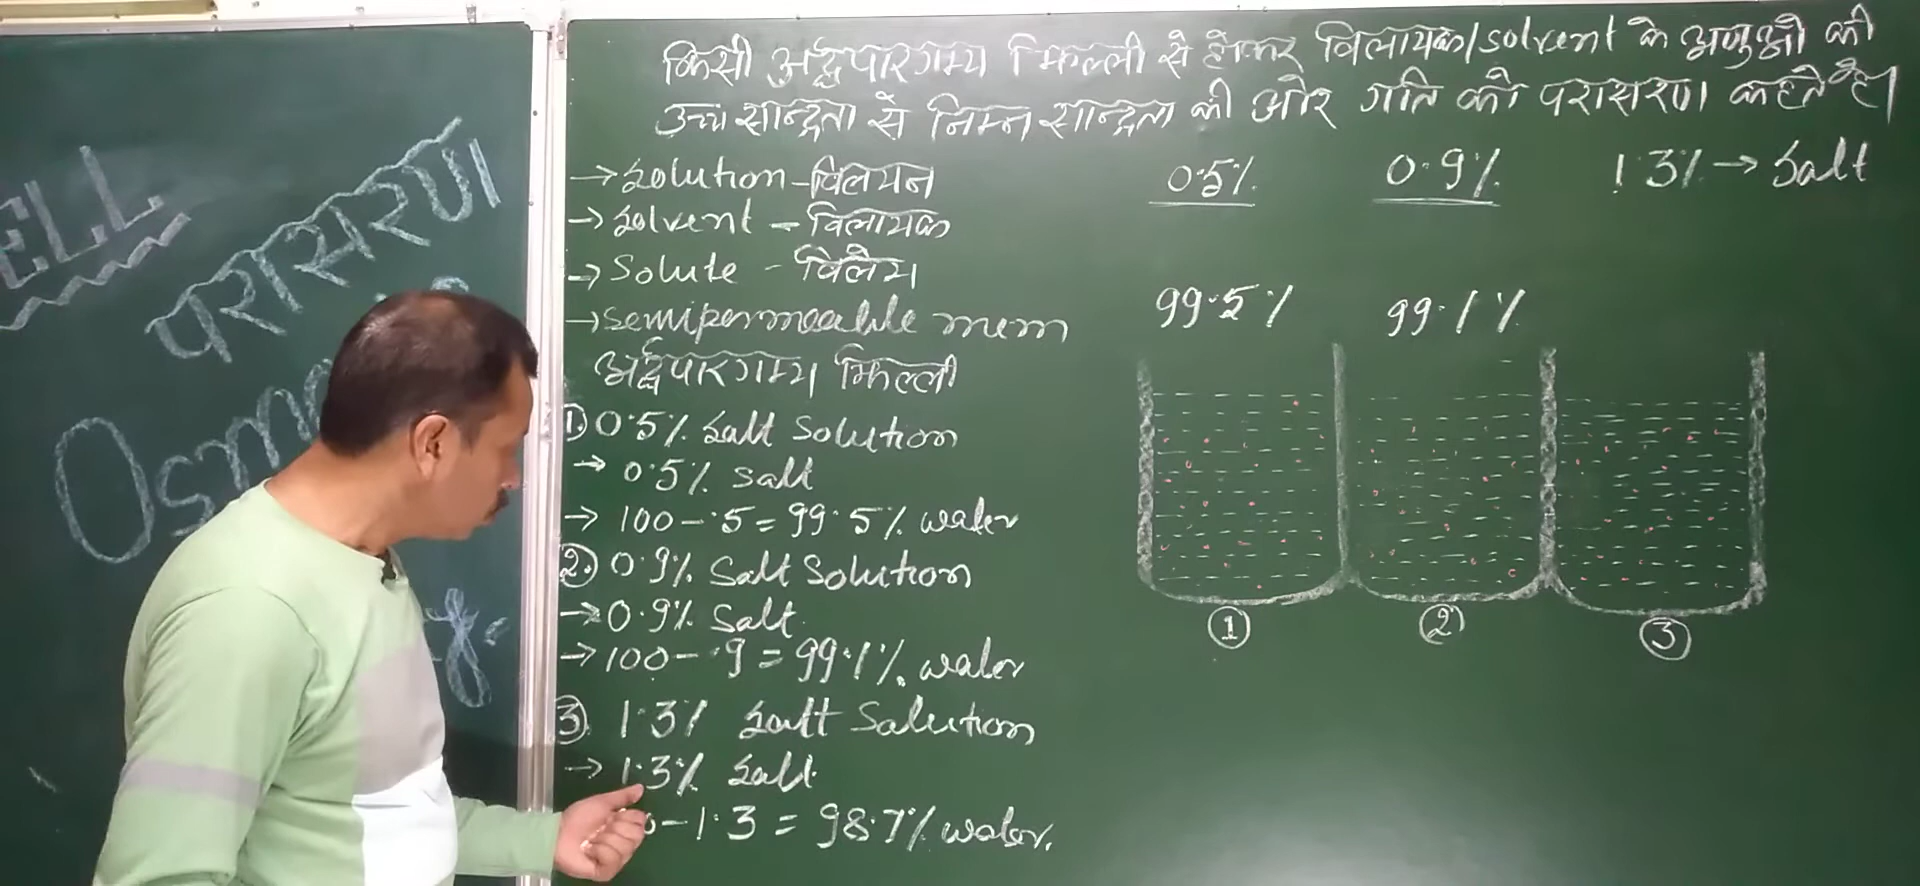 ELL
परासरण
किसी अर्द्धपारगम्य झिल्ली से होकर विलायक/solvent के अणुओ की
उच्च सान्द्रता से निम्न सान्द्रता की ओर गति को परासरण कहते है।
→ Solution - विलयन
→ Solvent - विलायक
→ Solute - विलेय
→ Semipermeable mem
अर्द्धपारगम्य झिल्ली
① 0.5% Salt Solution
→ 0.5% Salt
→ 100 - .5 = 99.5% water
② 0.9% Salt Solution
→ 0.9% Salt
→ 100 - .9 = 99.1% water
③ 1.3% Salt Salution
→ 1.3% Salt
0 - 1.3 = 98.7% water.
0.5% 0.9% 1.3% → Salt
99.5% 99.1%
① ② ③